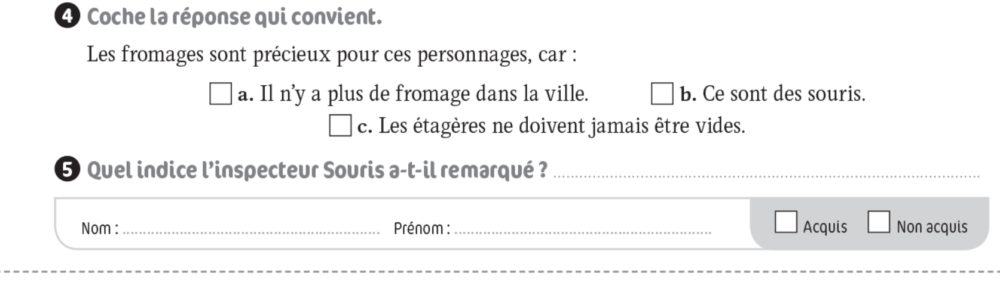 4 Coche la réponse qui convient.
Les fromages sont précieux pour ces personnages, car :
a. Il n’y a plus de fromage dans la ville. b. Ce sont des souris.
c. Les étagères ne doivent jamais être vides.
5 Quel indice l’inspecteur Souris a-t-il remarqué ?
Nom : Prénom : Acquis Non acquis